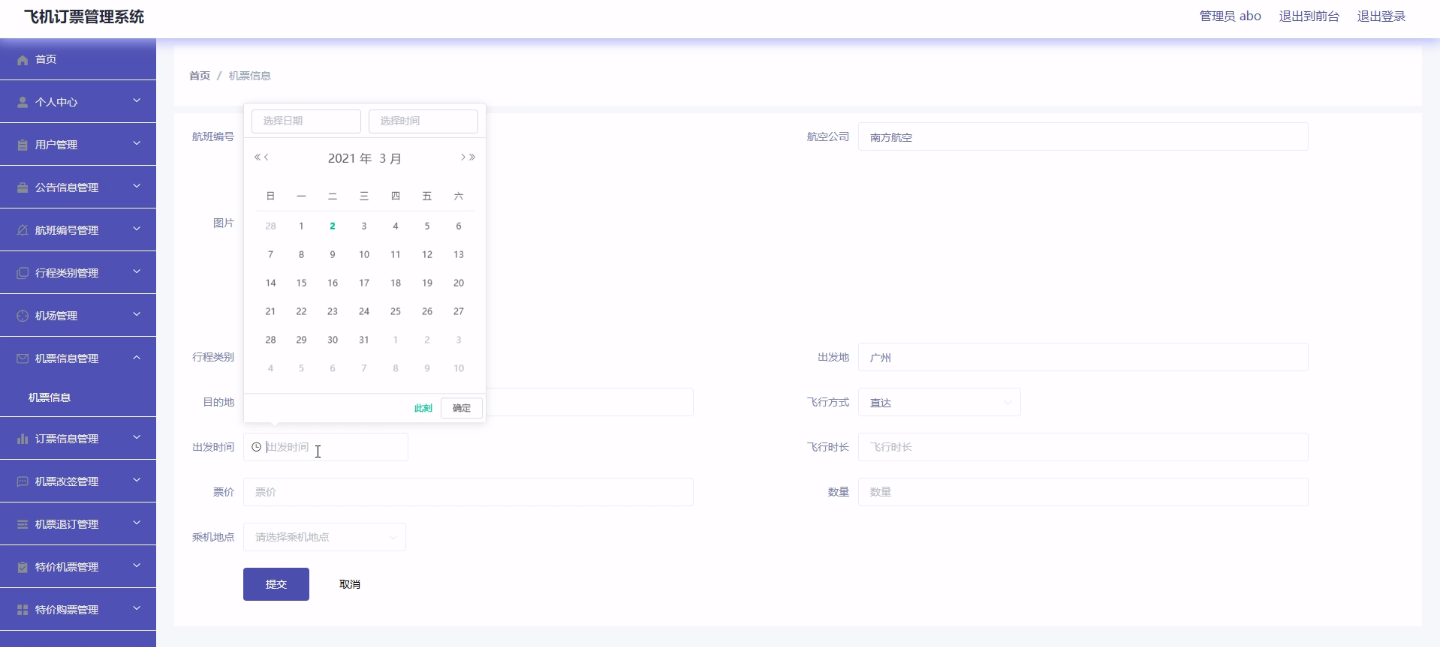 飞机订票管理系统
管理员 abo 退出到前台 退出登录
首页
个人中心
用户管理
公告信息管理
航班编号管理
行程类别管理
机场管理
机票信息管理
机票信息
订票信息管理
机票改签管理
机票退订管理
特价机票管理
特价购票管理
首页 / 机票信息
航班编号
航空公司 南方航空
图片
选择日期 选择时间
2021 年 3 月
日 一 二 三 四 五 六
28 1 2 3 4 5 6
7 8 9 10 11 12 13
14 15 16 17 18 19 20
21 22 23 24 25 26 27
28 29 30 31 1 2 3
4 5 6 7 8 9 10
此刻 确定
行程类别
出发地 广州
目的地
飞行方式 直达
出发时间 出发时间
飞行时长 飞行时长
票价 票价
数量 数量
乘机地点 请选择乘机地点
提交 取消